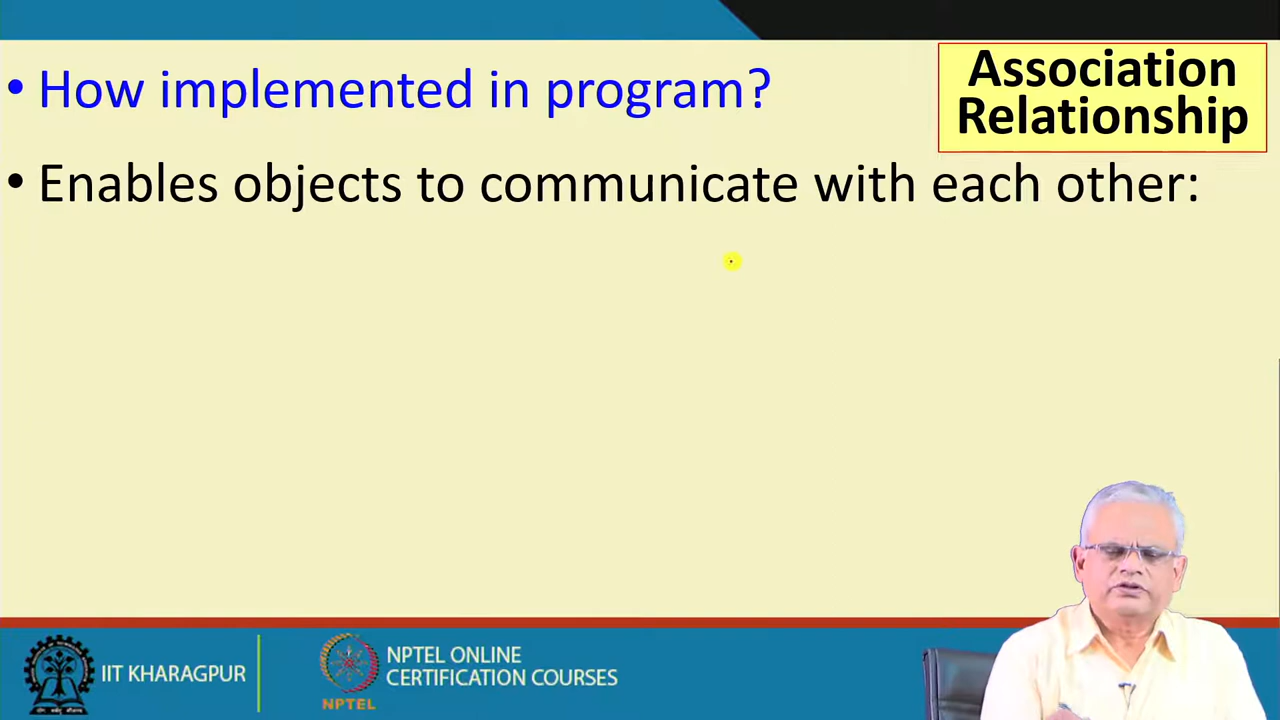 • How implemented in program?
Association
Relationship
• Enables objects to communicate with each other:
IIT KHARAGPUR
NPTEL ONLINE
CERTIFICATION COURSES
NPTEL